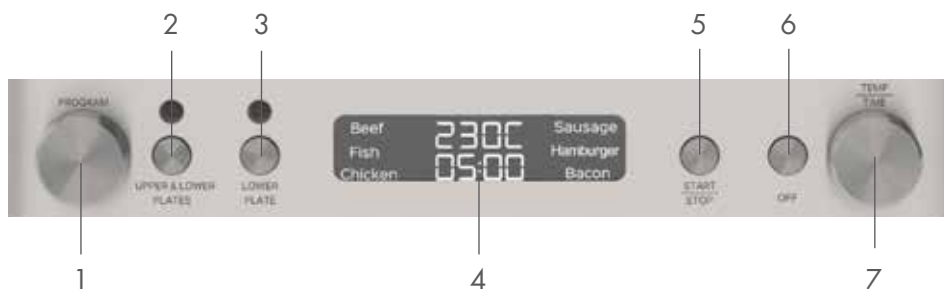 2 3 5 6
PROGRAM
TEMP
TIME
Beef 230C Sausage
Fish Hamburger
05:00
Chicken Bacon
UPPER & LOWER
PLATES
LOWER
PLATE
START
STOP
OFF
1 4 7